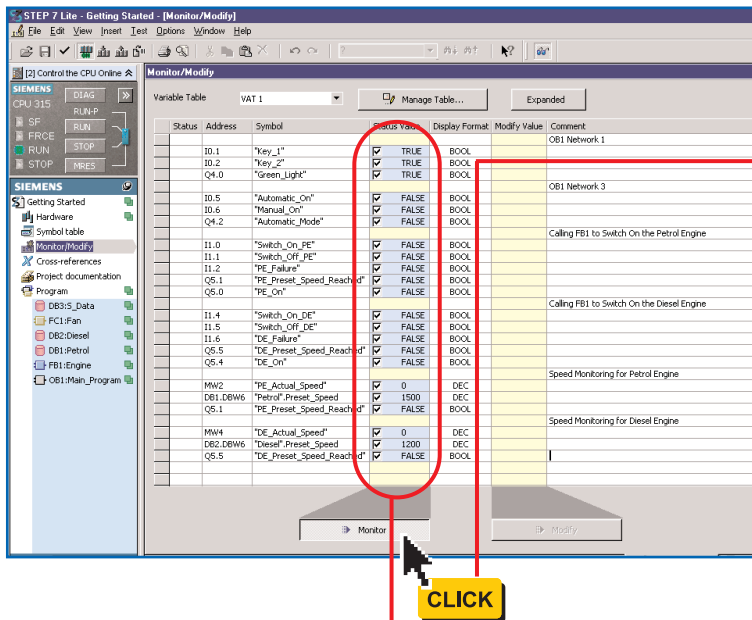 STEP 7 Lite - Getting Started - [Monitor/Modify]
File Edit View Insert Test Options Window Help
?
[2] Control the CPU Online
Monitor/Modify
SIEMENS
CPU 315
DIAG
RUN-P
SF
RUN
FRCE
RUN
STOP
STOP
MRES
Variable Table VAT 1 Manage Table... Expanded
Status Address Symbol Status Value Display Format Modify Value Comment
OB1 Network 1
I0.1 "Key_1" TRUE BOOL
I0.2 "Key_2" TRUE BOOL
Q4.0 "Green_Light" TRUE BOOL
OB1 Network 3
I0.5 "Automatic_On" FALSE BOOL
I0.6 "Manual_On" FALSE BOOL
Q4.2 "Automatic_Mode" FALSE BOOL
Calling FB1 to Switch On the Petrol Engine
I1.0 "Switch_On_PE" FALSE BOOL
I1.1 "Switch_Off_PE" FALSE BOOL
I1.2 "PE_Failure" FALSE BOOL
Q5.1 "PE_Preset_Speed_Reached" FALSE BOOL
Q5.0 "PE_On" FALSE BOOL
Calling FB1 to Switch On the Diesel Engine
I1.4 "Switch_On_DE" FALSE BOOL
I1.5 "Switch_Off_DE" FALSE BOOL
I1.6 "DE_Failure" FALSE BOOL
Q5.5 "DE_Preset_Speed_Reached" FALSE BOOL
Q5.4 "DE_On" FALSE BOOL
Speed Monitoring for Petrol Engine
MW2 "PE_Actual_Speed" 0 DEC
DB1.DBW6 "Petrol".Preset_Speed 1500 DEC
Q5.1 "PE_Preset_Speed_Reached" FALSE BOOL
Speed Monitoring for Diesel Engine
MW4 "DE_Actual_Speed" 0 DEC
DB2.DBW6 "Diesel".Preset_Speed 1200 DEC
Q5.5 "DE_Preset_Speed_Reached" FALSE BOOL
SIEMENS
Getting Started
Hardware
Symbol table
Monitor/Modify
Cross-references
Project documentation
Program
DB3:S_Data
FC1:Fan
DB2:Diesel
DB1:Petrol
FB1:Engine
OB1:Main_Program
Monitor
Modify
CLICK